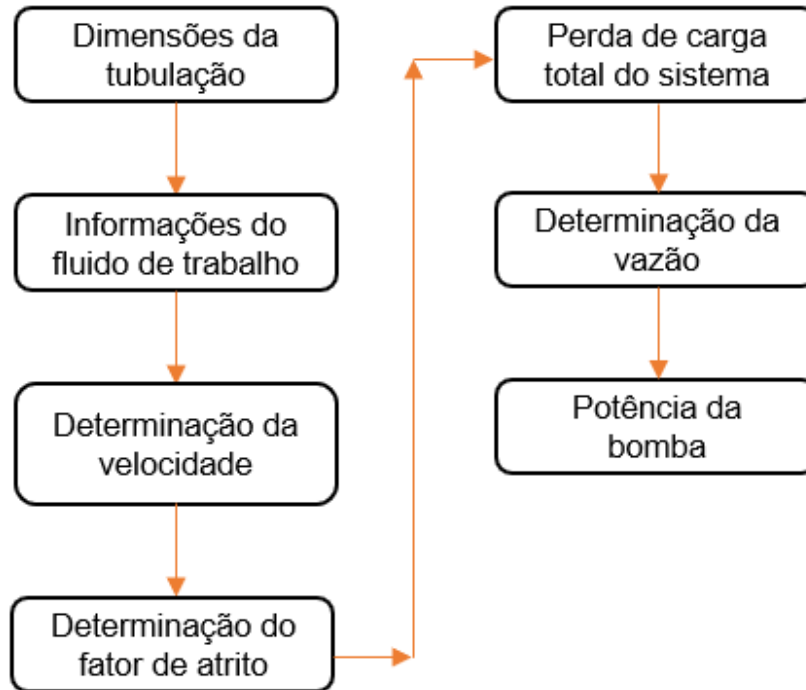 Dimensões da
tubulação
Informações do
fluido de trabalho
Determinação da
velocidade
Determinação do
fator de atrito
Perda de carga
total do sistema
Determinação da
vazão
Potência da
bomba